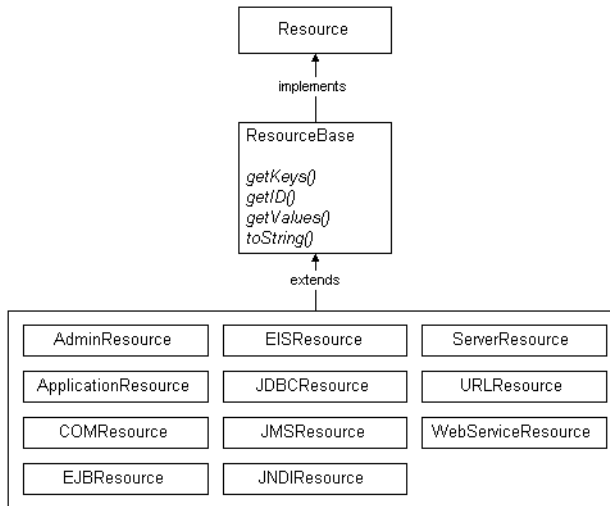 Resource
implements
ResourceBase
getKeys()
getID()
getValues()
toString()
extends
AdminResource EISResource ServerResource
ApplicationResource JDBCResource URLResource
COMResource JMSResource WebServiceResource
EJBResource JNDIResource